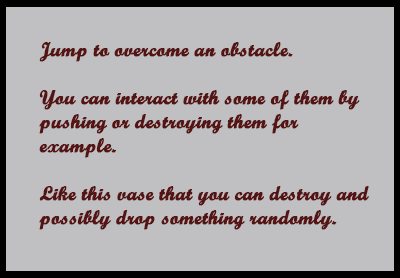 Jump to overcome an obstacle.
You can interact with some of them by
pushing or destroying them for
example.
Like this vase that you can destroy and
possibly drop something randomly.